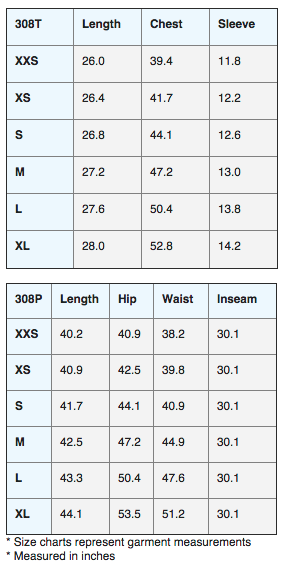 308T Length Chest Sleeve
XXS 26.0 39.4 11.8
XS 26.4 41.7 12.2
S 26.8 44.1 12.6
M 27.2 47.2 13.0
L 27.6 50.4 13.8
XL 28.0 52.8 14.2
308P Length Hip Waist Inseam
XXS 40.2 40.9 38.2 30.1
XS 40.9 42.5 39.8 30.1
S 41.7 44.1 40.9 30.1
M 42.5 47.2 44.9 30.1
L 43.3 50.4 47.6 30.1
XL 44.1 53.5 51.2 30.1
* Size charts represent garment measurements
* Measured in inches